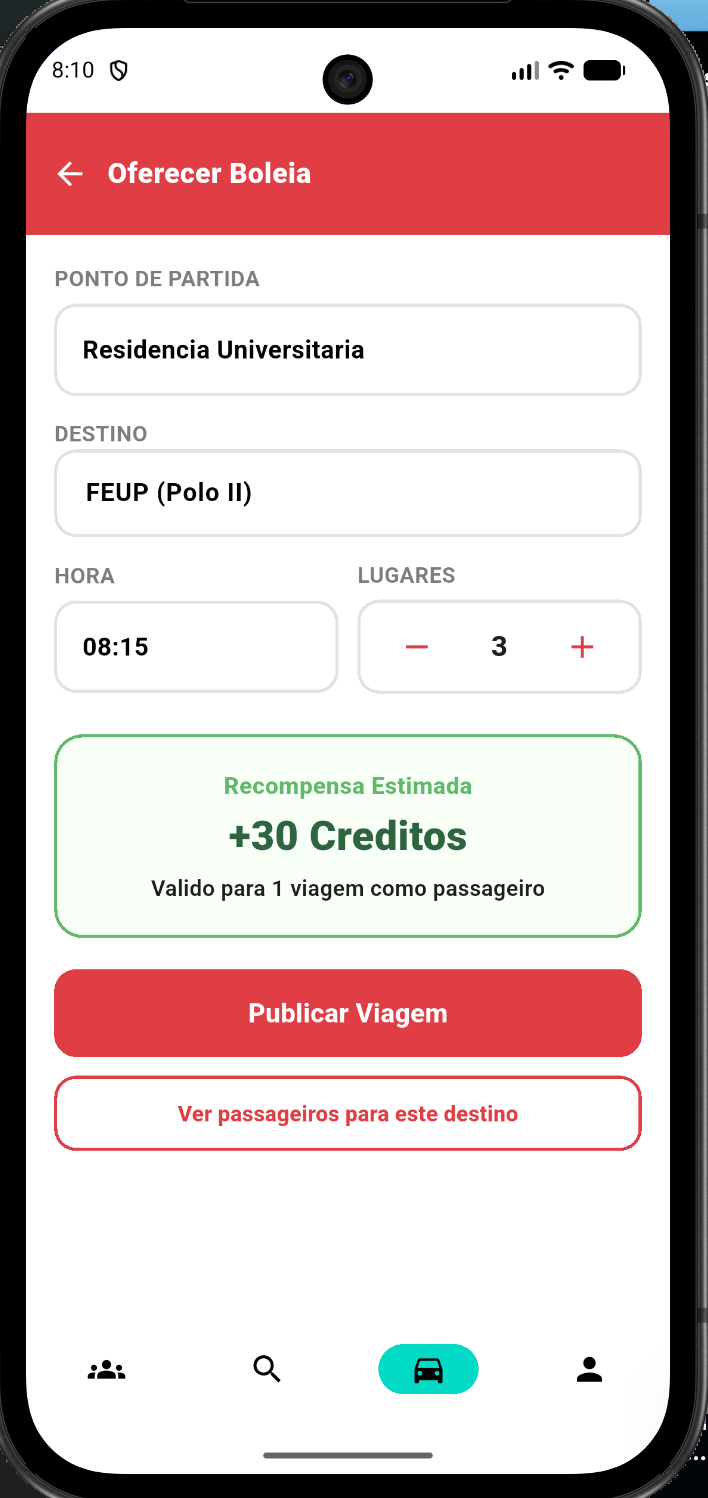 8:10
Oferecer Boleia
PONTO DE PARTIDA
Residencia Universitaria
DESTINO
FEUP (Polo II)
HORA
LUGARES
08:15
3
Recompensa Estimada
+30 Creditos
Valido para 1 viagem como passageiro
Publicar Viagem
Ver passageiros para este destino